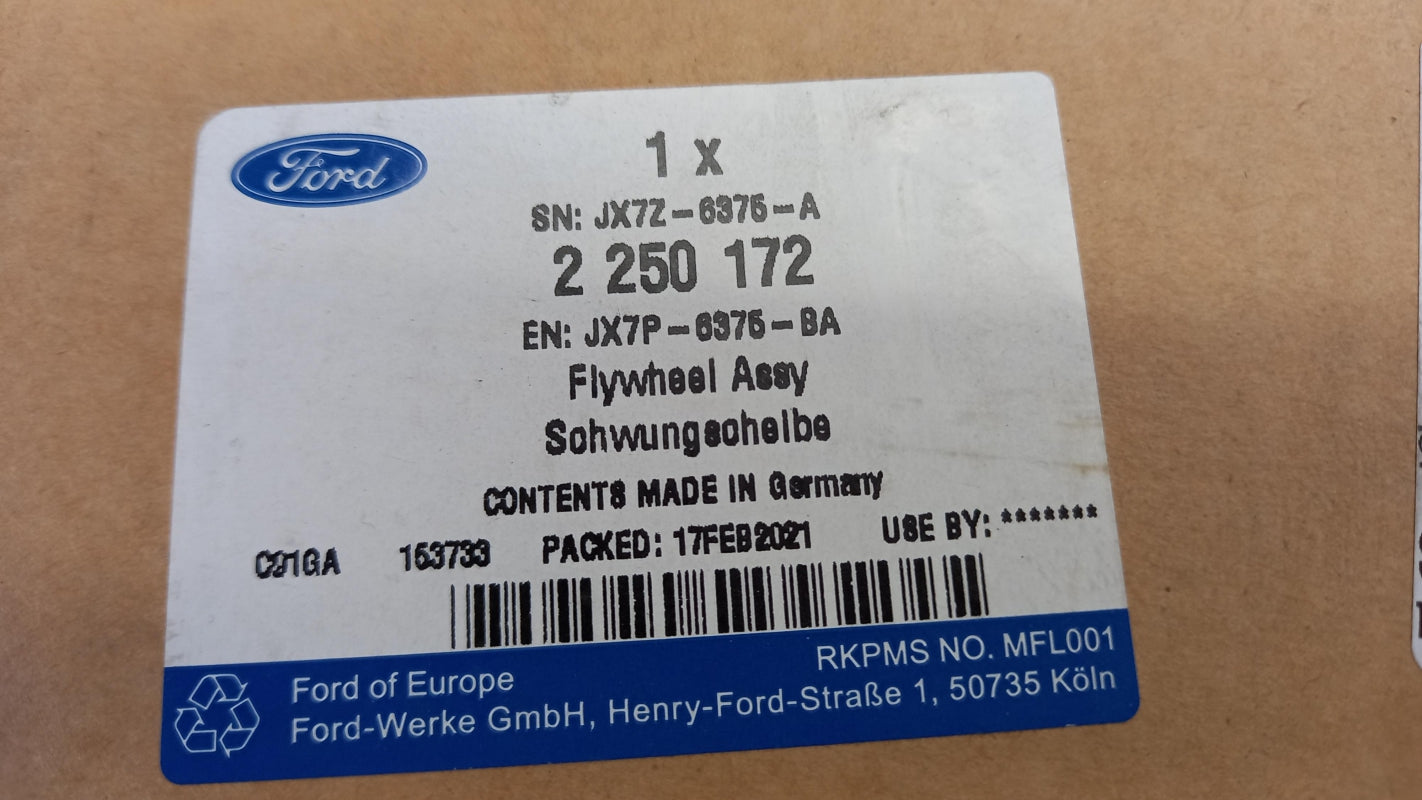 Ford
1 x
SN: JX7Z-6375-A
2 250 172
EN: JX7P-6375-BA
Flywheel Assy
Schwungscheibe
CONTENTS MADE IN Germany
C91GA 153733 PACKED: 17FEB2021 USE BY: *******
RKPMS NO. MFL001
Ford of Europe
Ford-Werke GmbH, Henry-Ford-Straße 1, 50735 Köln